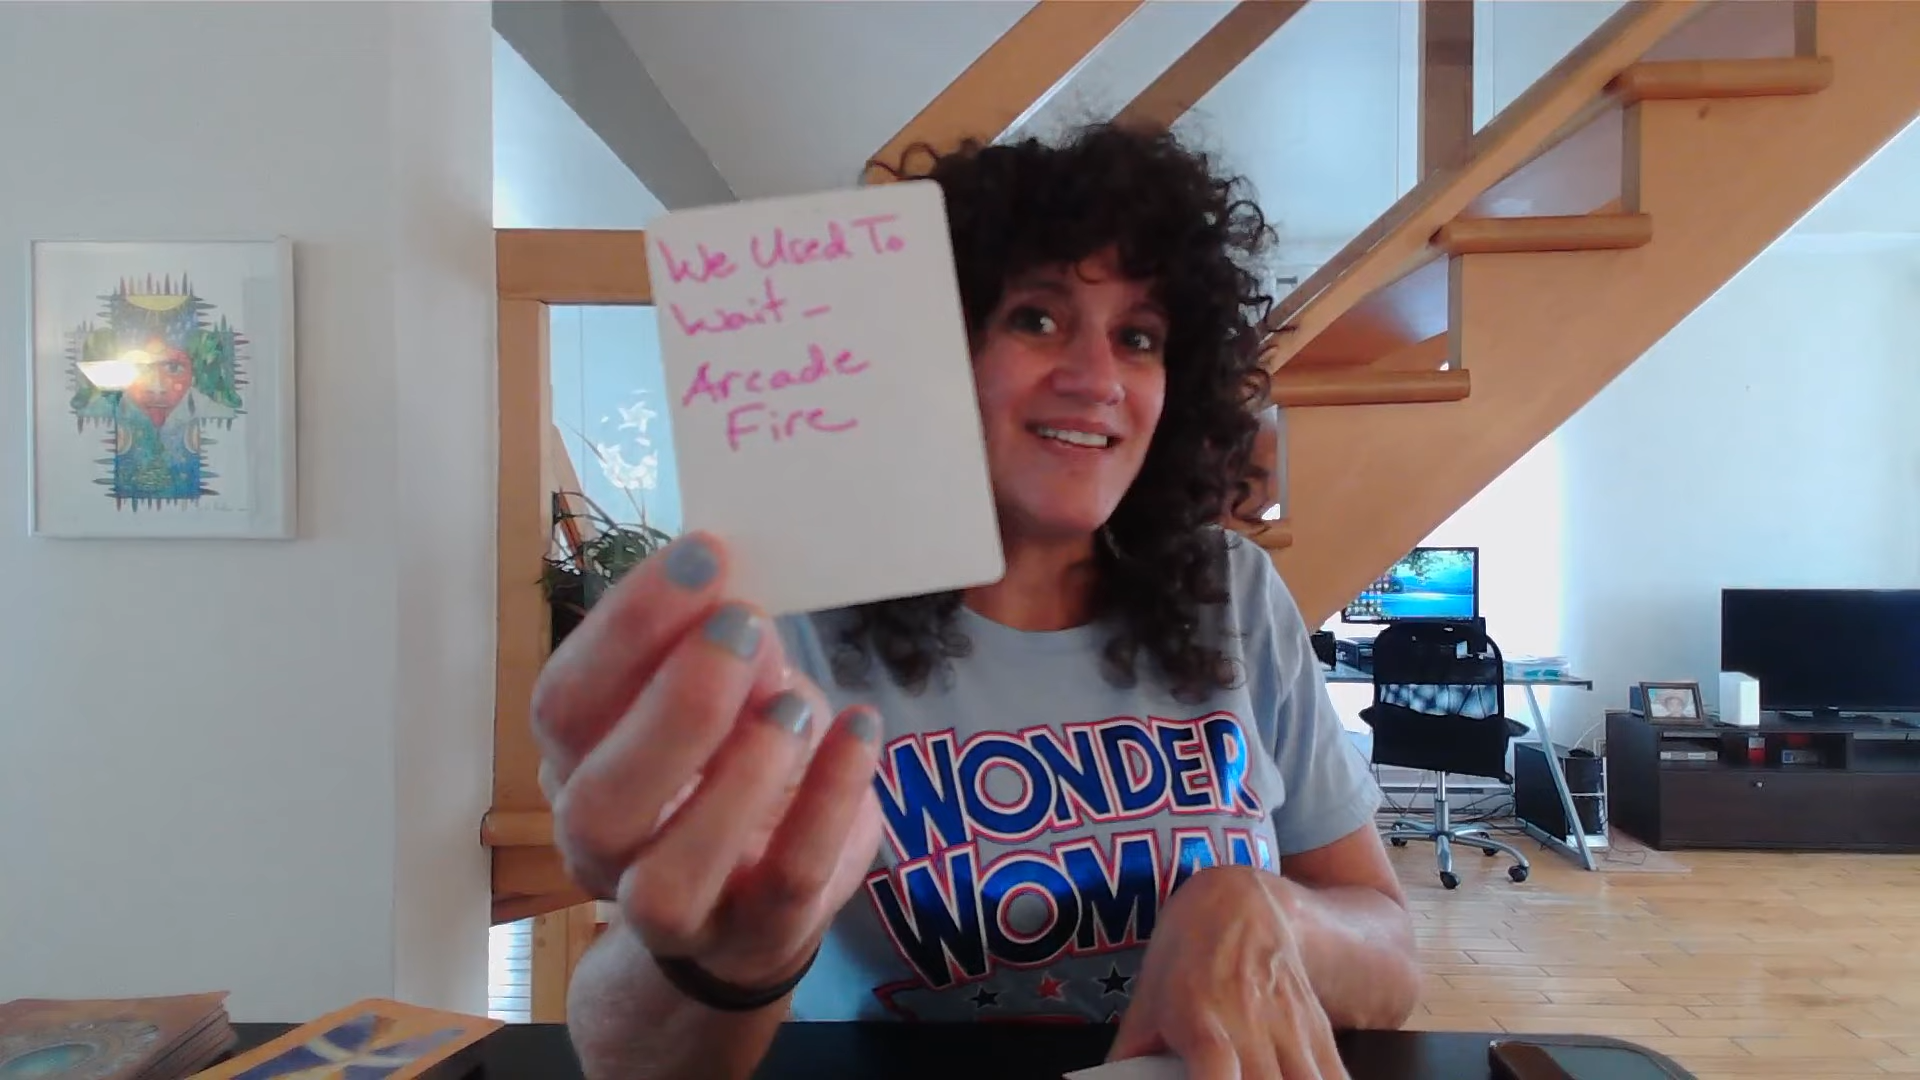 We Used To
Wait –
Arcade
Fire
WONDER
WOMAN